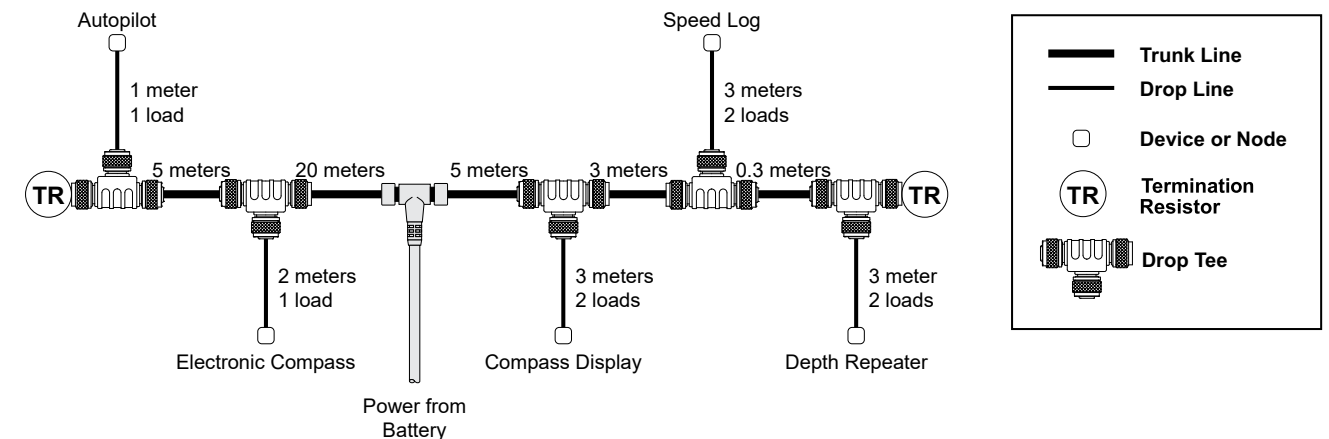 Autopilot
Speed Log
1 meter
1 load
3 meters
2 loads
5 meters
20 meters
5 meters
3 meters
0.3 meters
TR
TR
2 meters
1 load
3 meters
2 loads
3 meter
2 loads
Electronic Compass
Compass Display
Depth Repeater
Power from
Battery
Trunk Line
Drop Line
Device or Node
TR
Termination
Resistor
Drop Tee